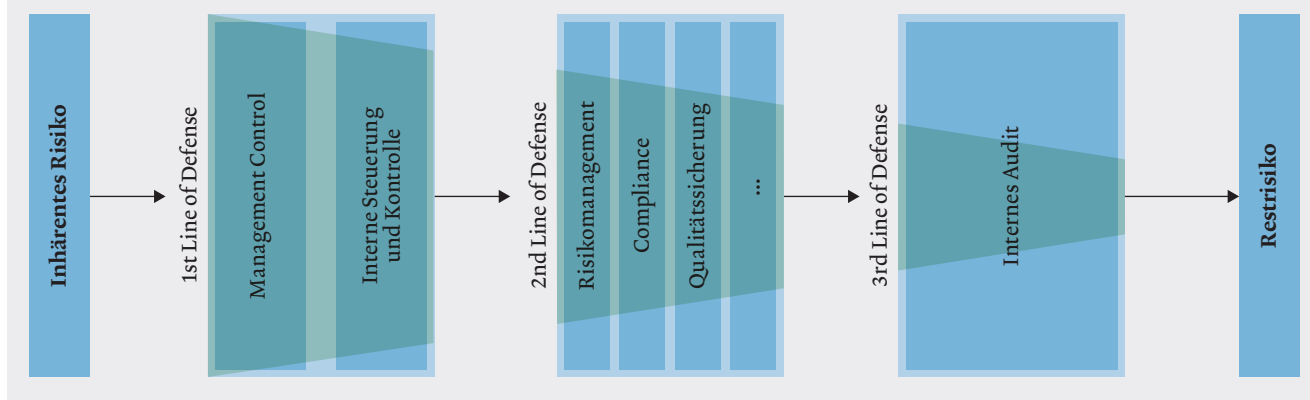 Inhärentes Risiko
1st Line of Defense
Management Control
Interne Steuerung
und Kontrolle
2nd Line of Defense
Risikomanagement
Compliance
Qualitätssicherung
...
3rd Line of Defense
Internes Audit
Restrisiko